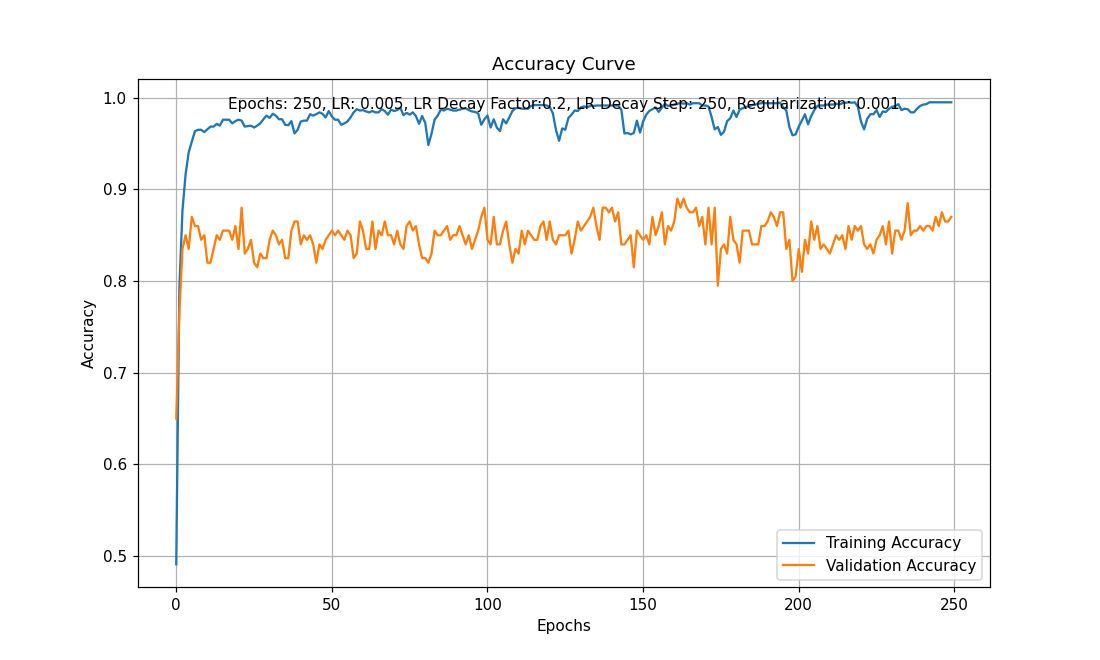 Accuracy Curve
Epochs: 250, LR: 0.005, LR Decay Factor:0.2, LR Decay Step: 250, Regularization: 0.001
1.0
0.9
0.8
0.7
0.6
0.5
Accuracy
Training Accuracy
Validation Accuracy
0 50 100 150 200 250
Epochs